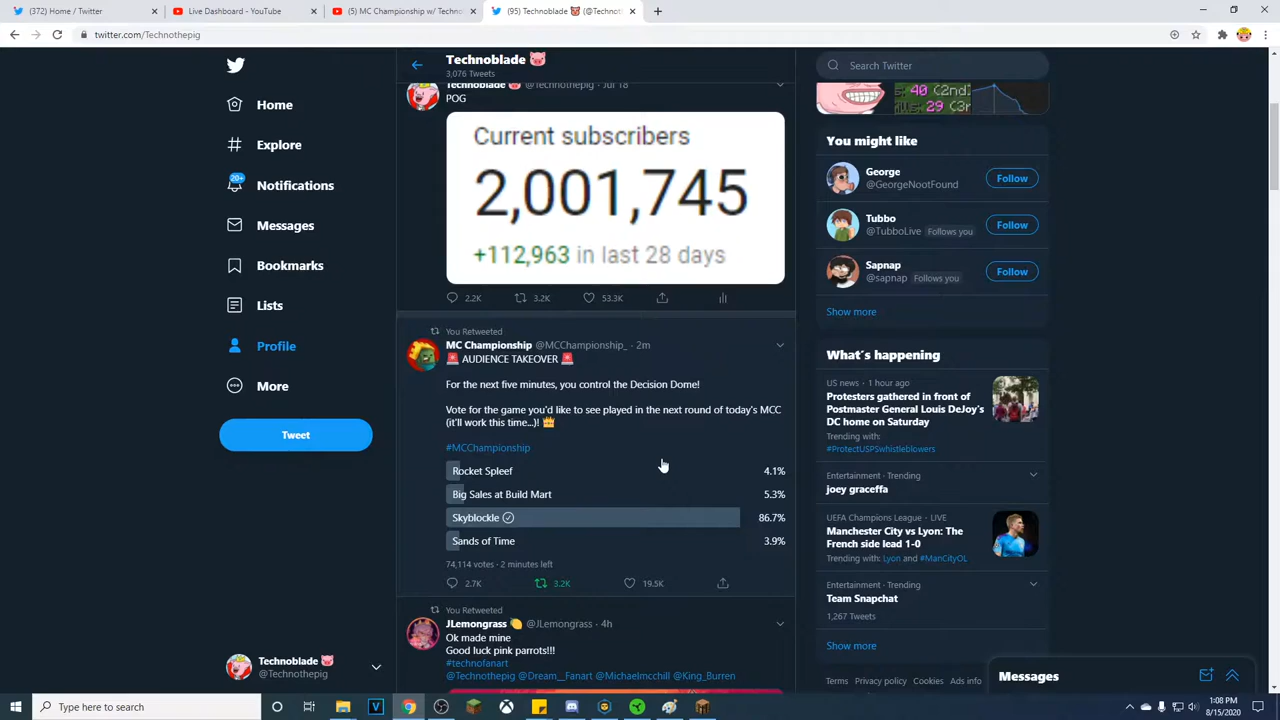 (372) Home / Twitter
Live Dashboard - YouTube
(5) MC Championship w/ Techno
(95) Technoblade (@Technot
twitter.com/Technothepig
Home
Explore
20+
Notifications
Messages
Bookmarks
Lists
Profile
More
Tweet
Technoblade
@Technothepig
Technoblade
3,076 Tweets
Technoblade @Technothepig · Jul 18
POG
Current subscribers
2,001,745
+112,963 in last 28 days
2.2K 3.2K 53.3K
You Retweeted
MC Championship @MCChampionship_ · 2m
AUDIENCE TAKEOVER
For the next five minutes, you control the Decision Dome!
Vote for the game you'd like to see played in the next round of today's MCC
(it'll work this time...)!
#MCChampionship
Rocket Spleef 4.1%
Big Sales at Build Mart 5.3%
Skyblockle 86.7%
Sands of Time 3.9%
74,114 votes · 2 minutes left
2.7K 3.2K 19.5K
You Retweeted
JLemongrass @JLemongrass · 4h
Ok made mine
Good luck pink parrots!!!
#technofanart
@Technothepig @Dream__Fanart @Michaelmcchill @King_Burren
Search Twitter
40 (2nd
29 (3r
You might like
George
@GeorgeNootFound
Follow
Tubbo
@TubboLive Follows you
Follow
Sapnap
@sapnap Follows you
Follow
Show more
What's happening
US news · 1 hour ago
Protesters gathered in front of
Postmaster General Louis DeJoy's
DC home on Saturday
Trending with:
#ProtectUSPSwhistleblowers
Entertainment · Trending
joey graceffa
UEFA Champions League · LIVE
Manchester City vs Lyon: The
French side lead 1-0
Trending with: Lyon and #ManCityOL
Entertainment · Trending
Team Snapchat
1,267 Tweets
Show more
Terms Privacy policy Cookies Ads info
Messages
Type here to search
1:08 PM
8/15/2020